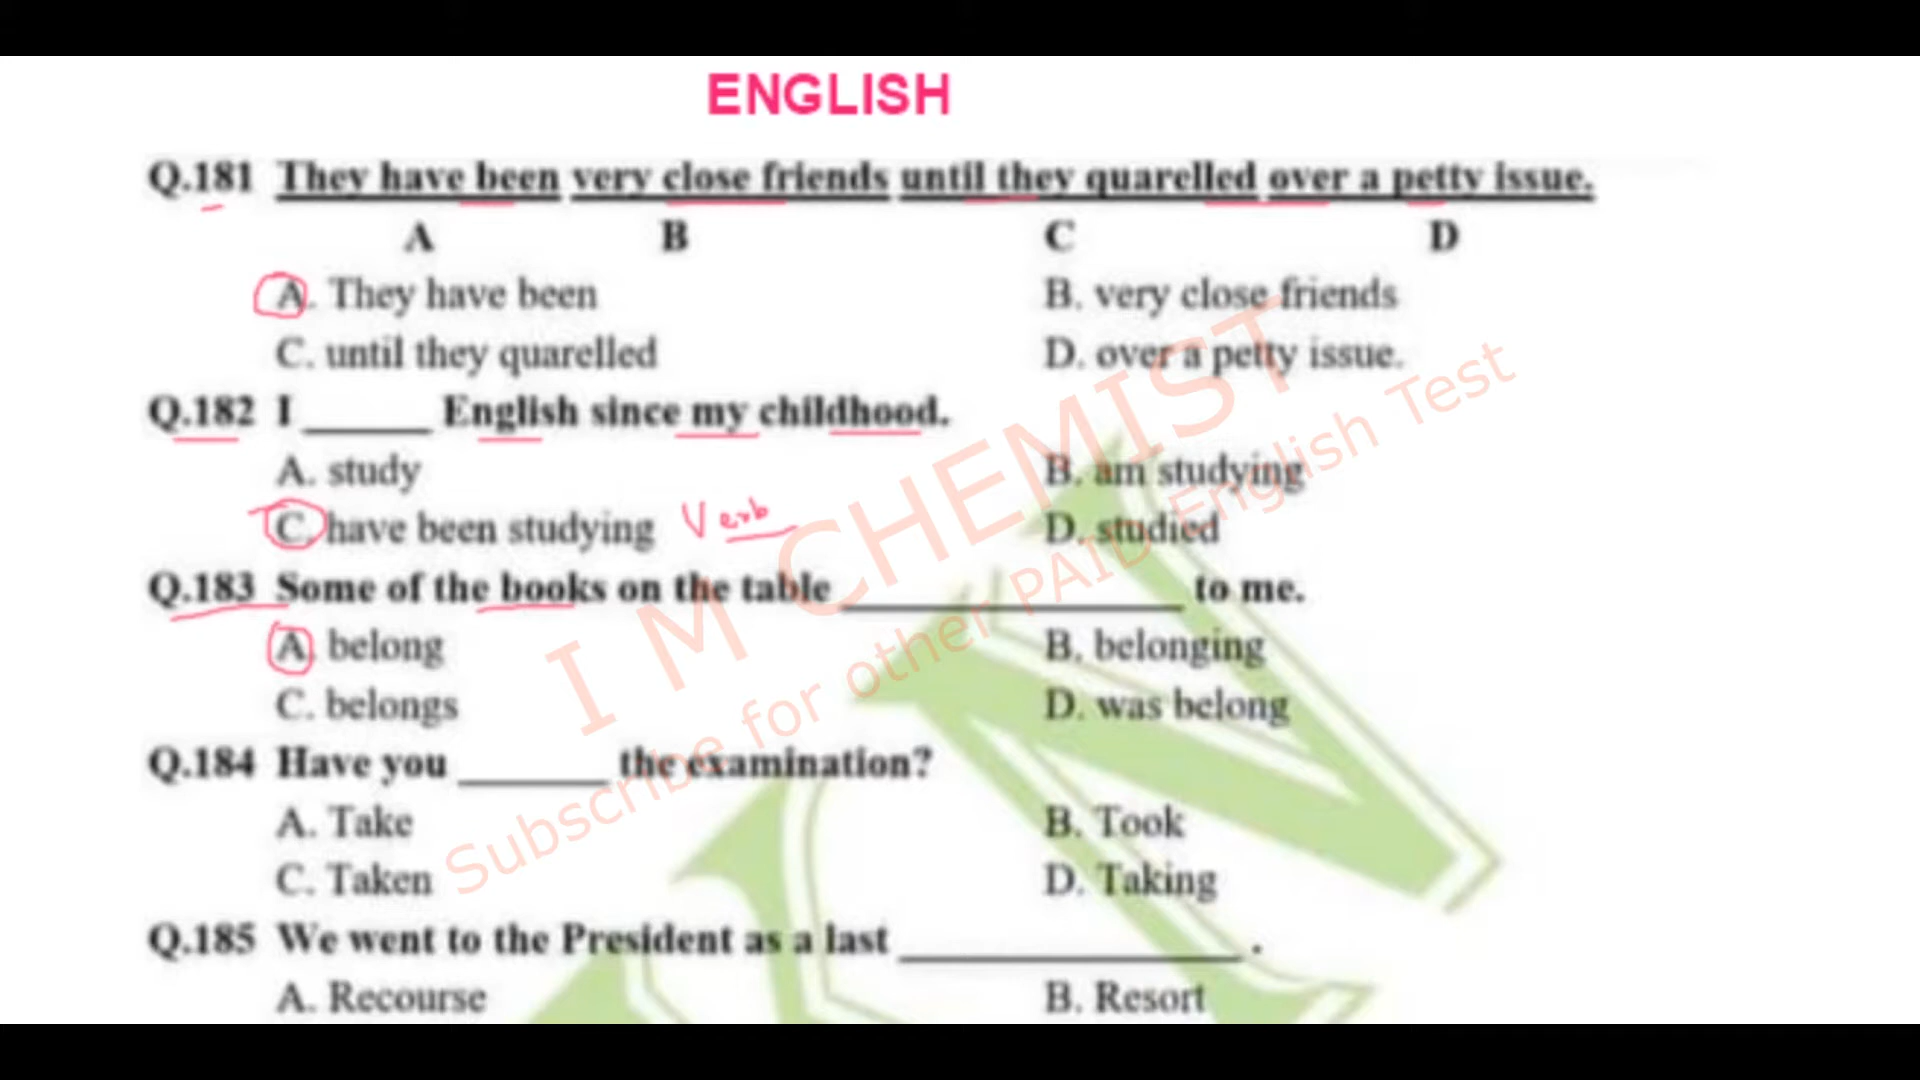 ENGLISH
Q.181 They have been very close friends until they quarelled over a petty issue.
A B C D
A. They have been B. very close friends
C. until they quarelled D. over a petty issue.
Q.182 I ______ English since my childhood.
A. study B. am studying
C. have been studying Verb D. studied
Q.183 Some of the books on the table ________________ to me.
A. belong B. belonging
C. belongs D. was belong
Q.184 Have you _______ the examination?
A. Take B. Took
C. Taken D. Taking
Q.185 We went to the President as a last ________________ .
A. Recourse B. Resort
I M CHEMIST
Subscribe for other PAID English Test